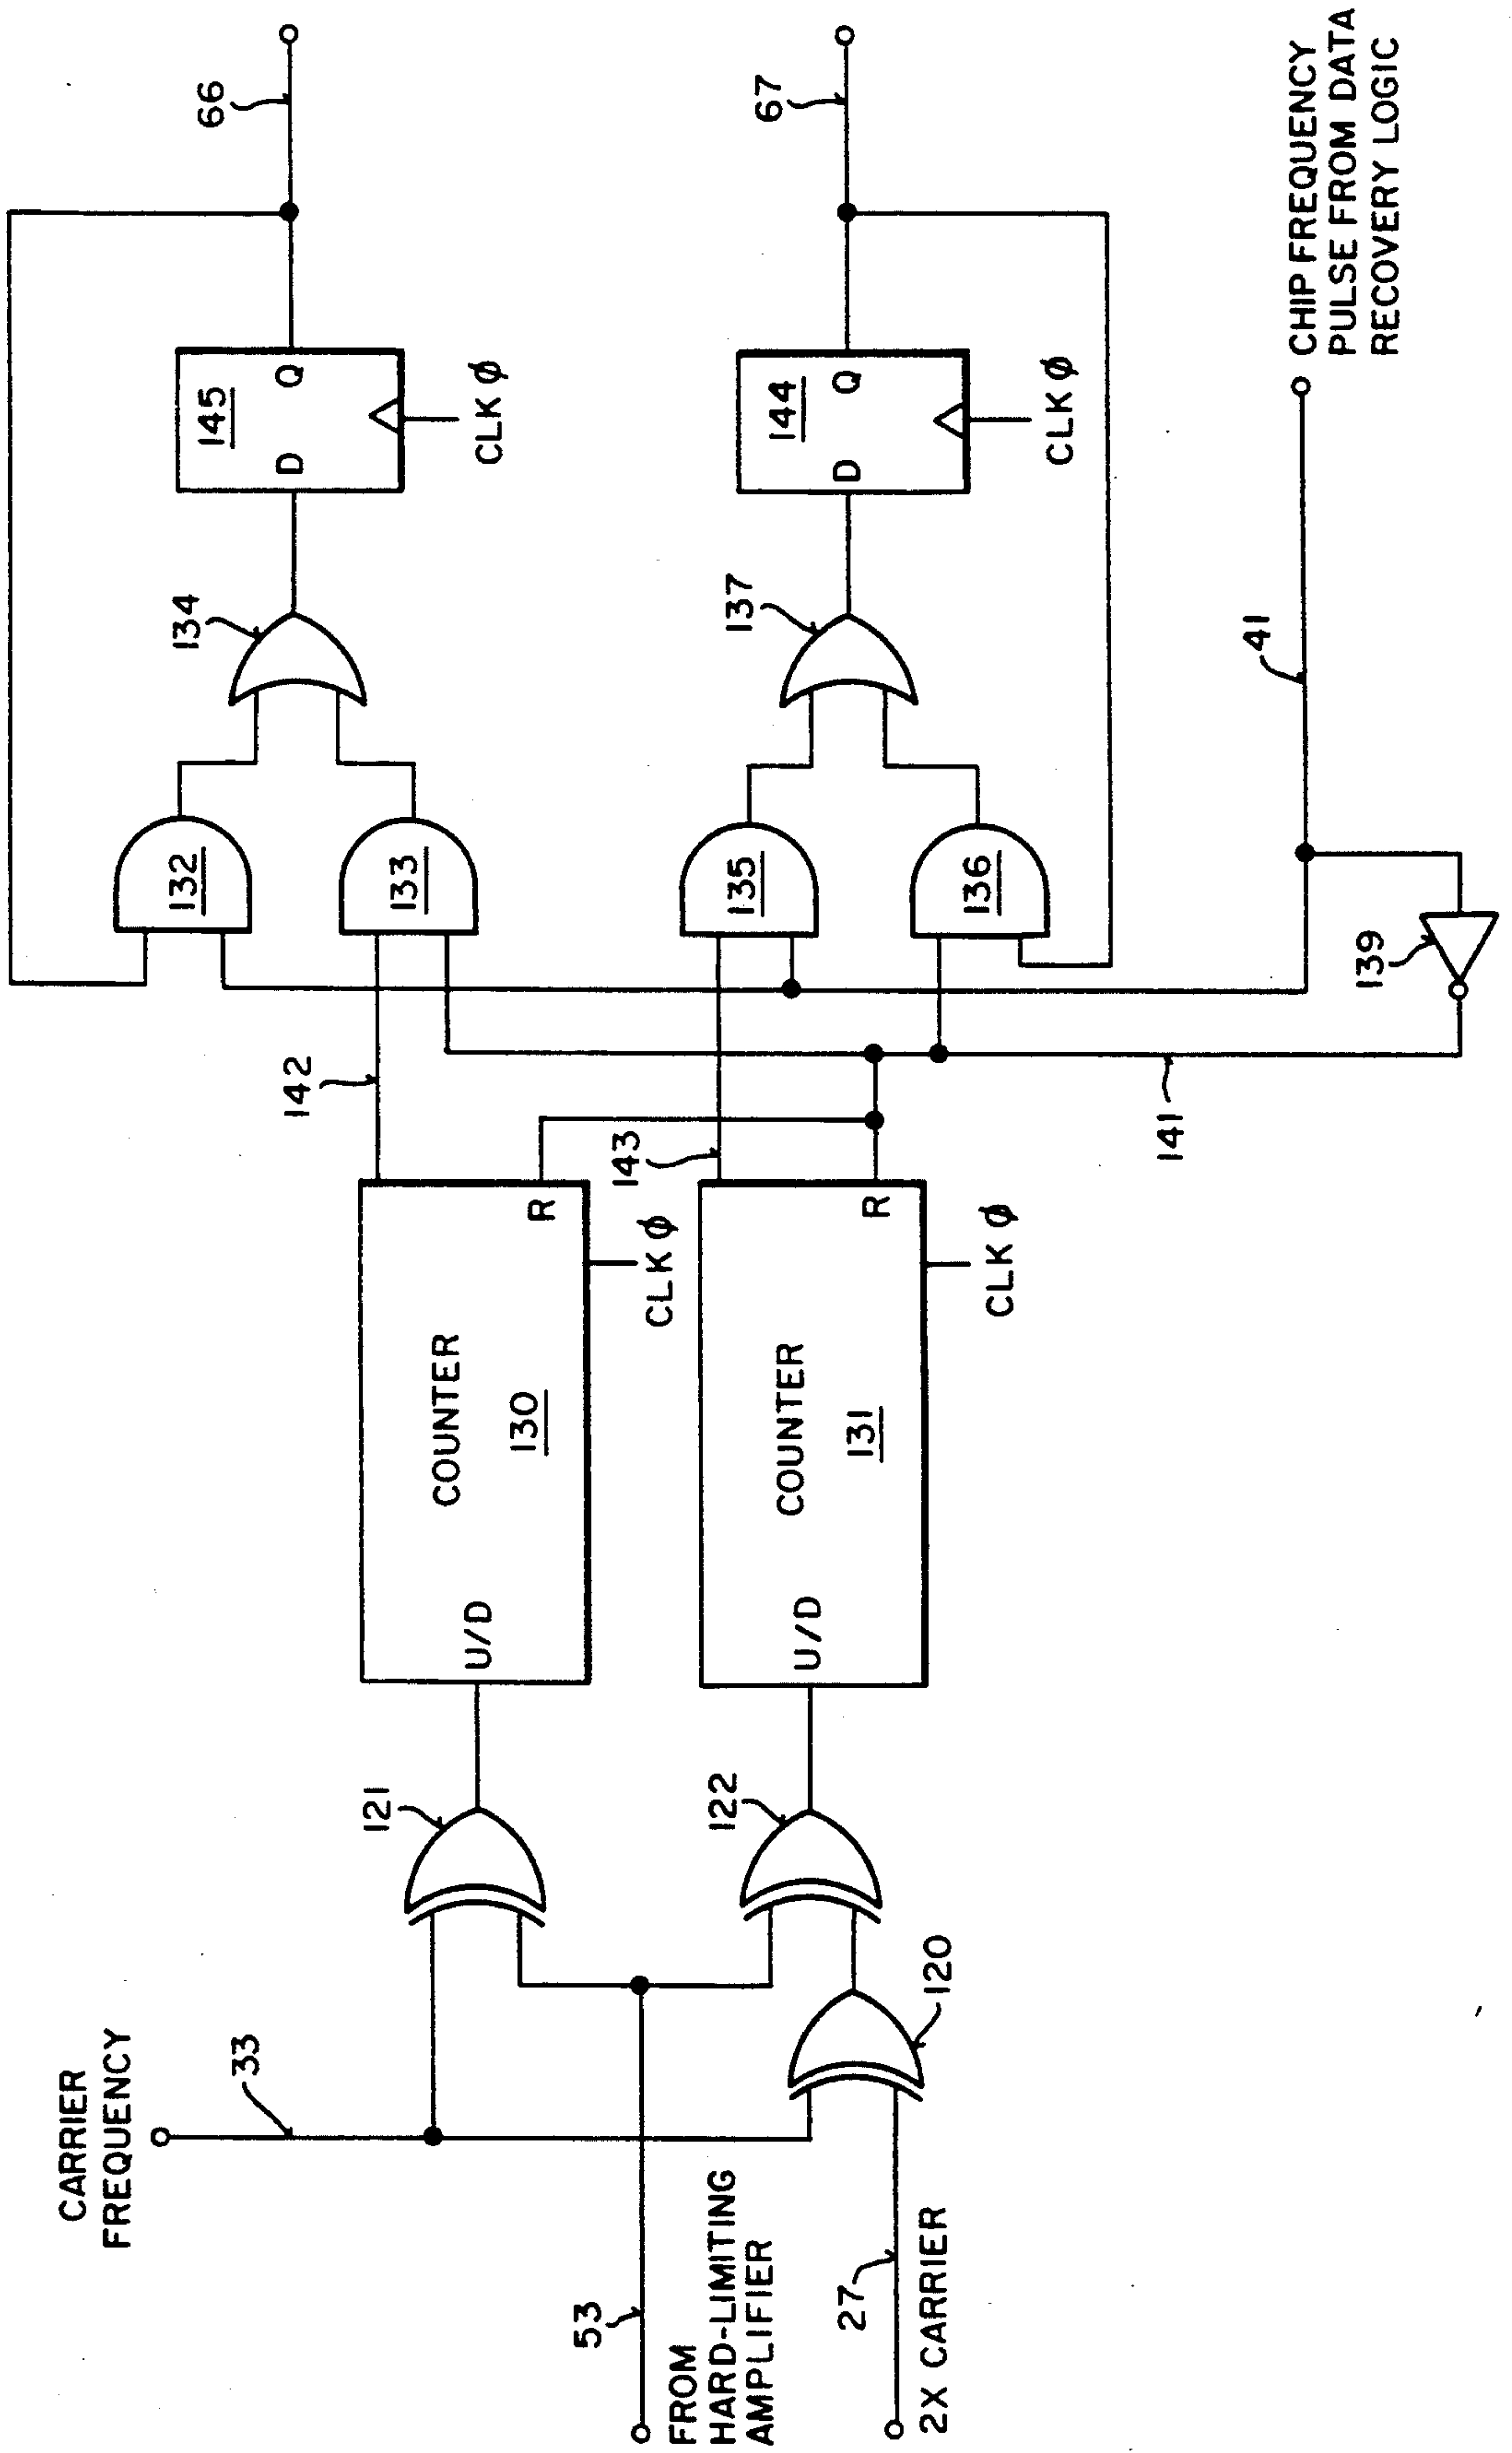 CARRIER
FREQUENCY
33
53
FROM
HARD-LIMITING
AMPLIFIER
27
2X CARRIER
120
121
122
U/D
COUNTER
130
R
CLK ϕ
U/D
COUNTER
131
R
CLK ϕ
142
143
141
132
133
135
136
139
134
137
41
D
145
Q
CLK ϕ
D
144
Q
CLK ϕ
66
67
CHIP FREQUENCY
PULSE FROM DATA
RECOVERY LOGIC